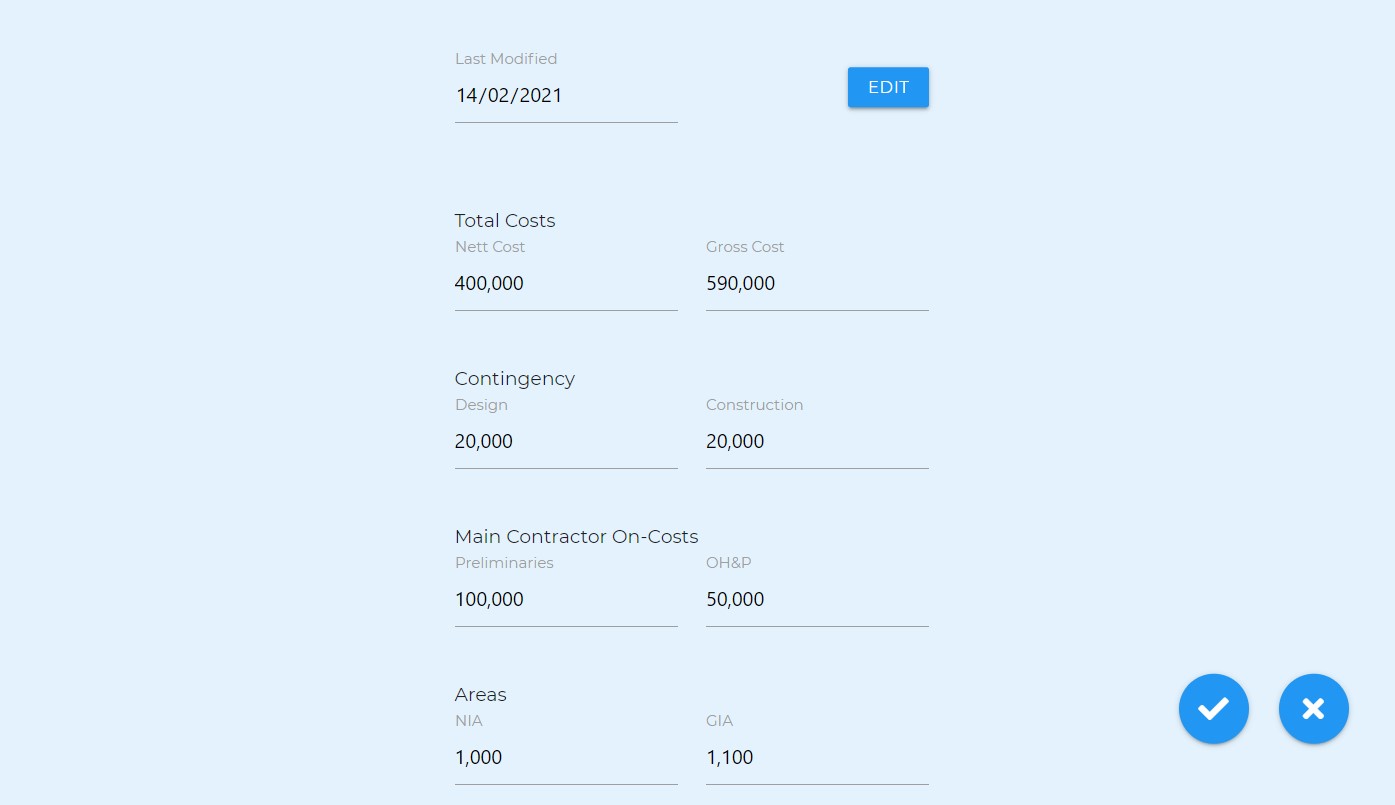 Last Modified
14/02/2021
EDIT
Total Costs
Nett Cost
Gross Cost
400,000
590,000
Contingency
Design
Construction
20,000
20,000
Main Contractor On-Costs
Preliminaries
OH&P
100,000
50,000
Areas
NIA
GIA
1,000
1,100